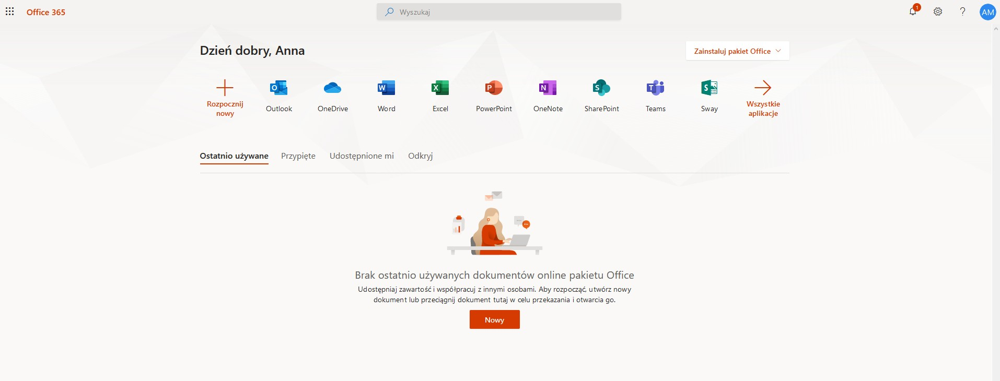 Office 365
Wyszukaj
1
AM
Dzień dobry, Anna
Zainstaluj pakiet Office
Rozpocznij
nowy
Outlook
OneDrive
Word
Excel
PowerPoint
OneNote
SharePoint
Teams
Sway
Wszystkie
aplikacje
Ostatnio używane
Przypięte
Udostępnione mi
Odkryj
Brak ostatnio używanych dokumentów online pakietu Office
Udostępniaj zawartość i współpracuj z innymi osobami. Aby rozpocząć, utwórz nowy
dokument lub przeciągnij dokument tutaj w celu przekazania i otwarcia go.
Nowy